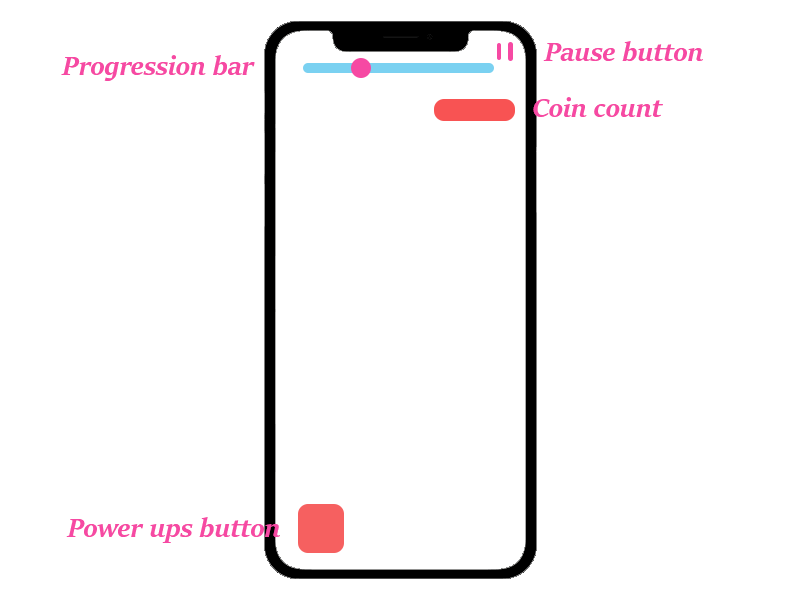 Progression bar
Pause button
Coin count
Power ups button